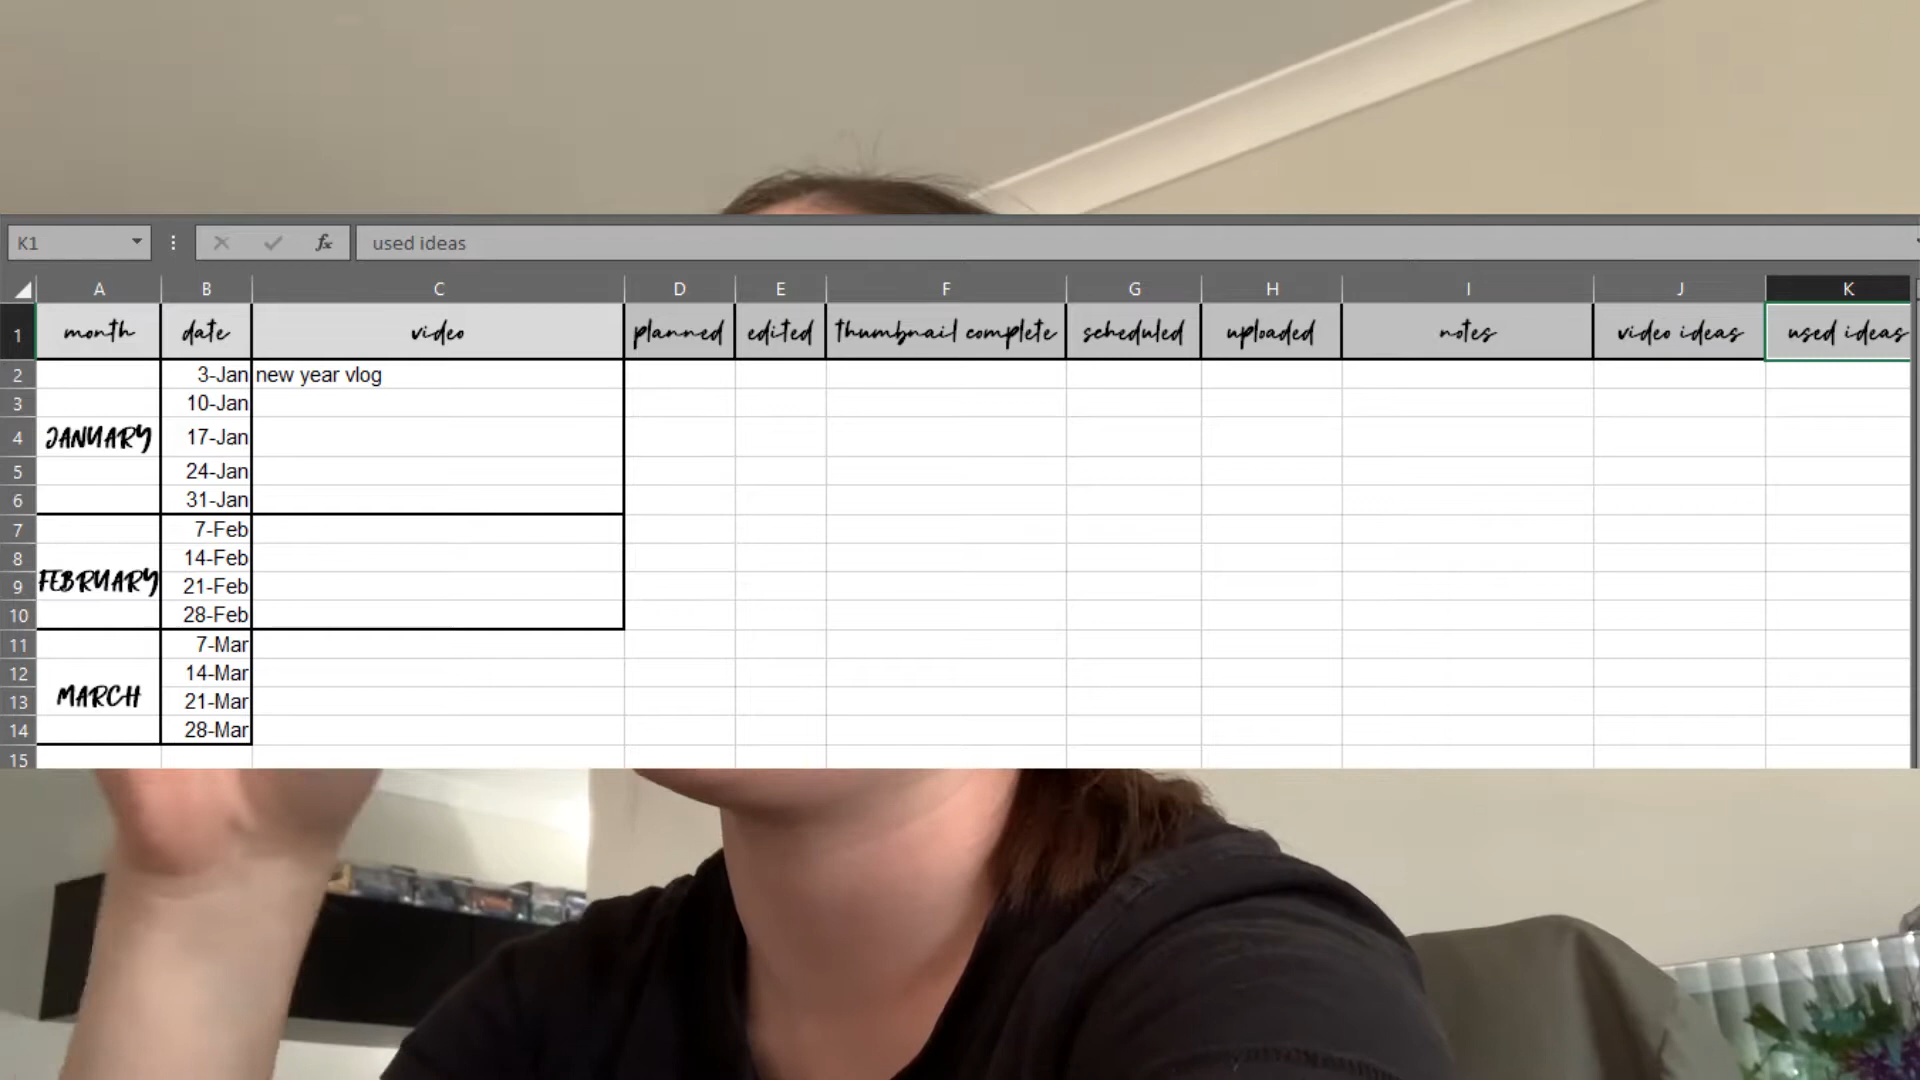 K1 fx used ideas
A B C D E F G H I J K
1 month date video planned edited thumbnail complete scheduled uploaded notes video ideas used ideas
2 3-Jan new year vlog
3 10-Jan
4 JANUARY 17-Jan
5 24-Jan
6 31-Jan
7 7-Feb
8 14-Feb
9 FEBRUARY 21-Feb
10 28-Feb
11 7-Mar
12 14-Mar
13 MARCH 21-Mar
14 28-Mar
15